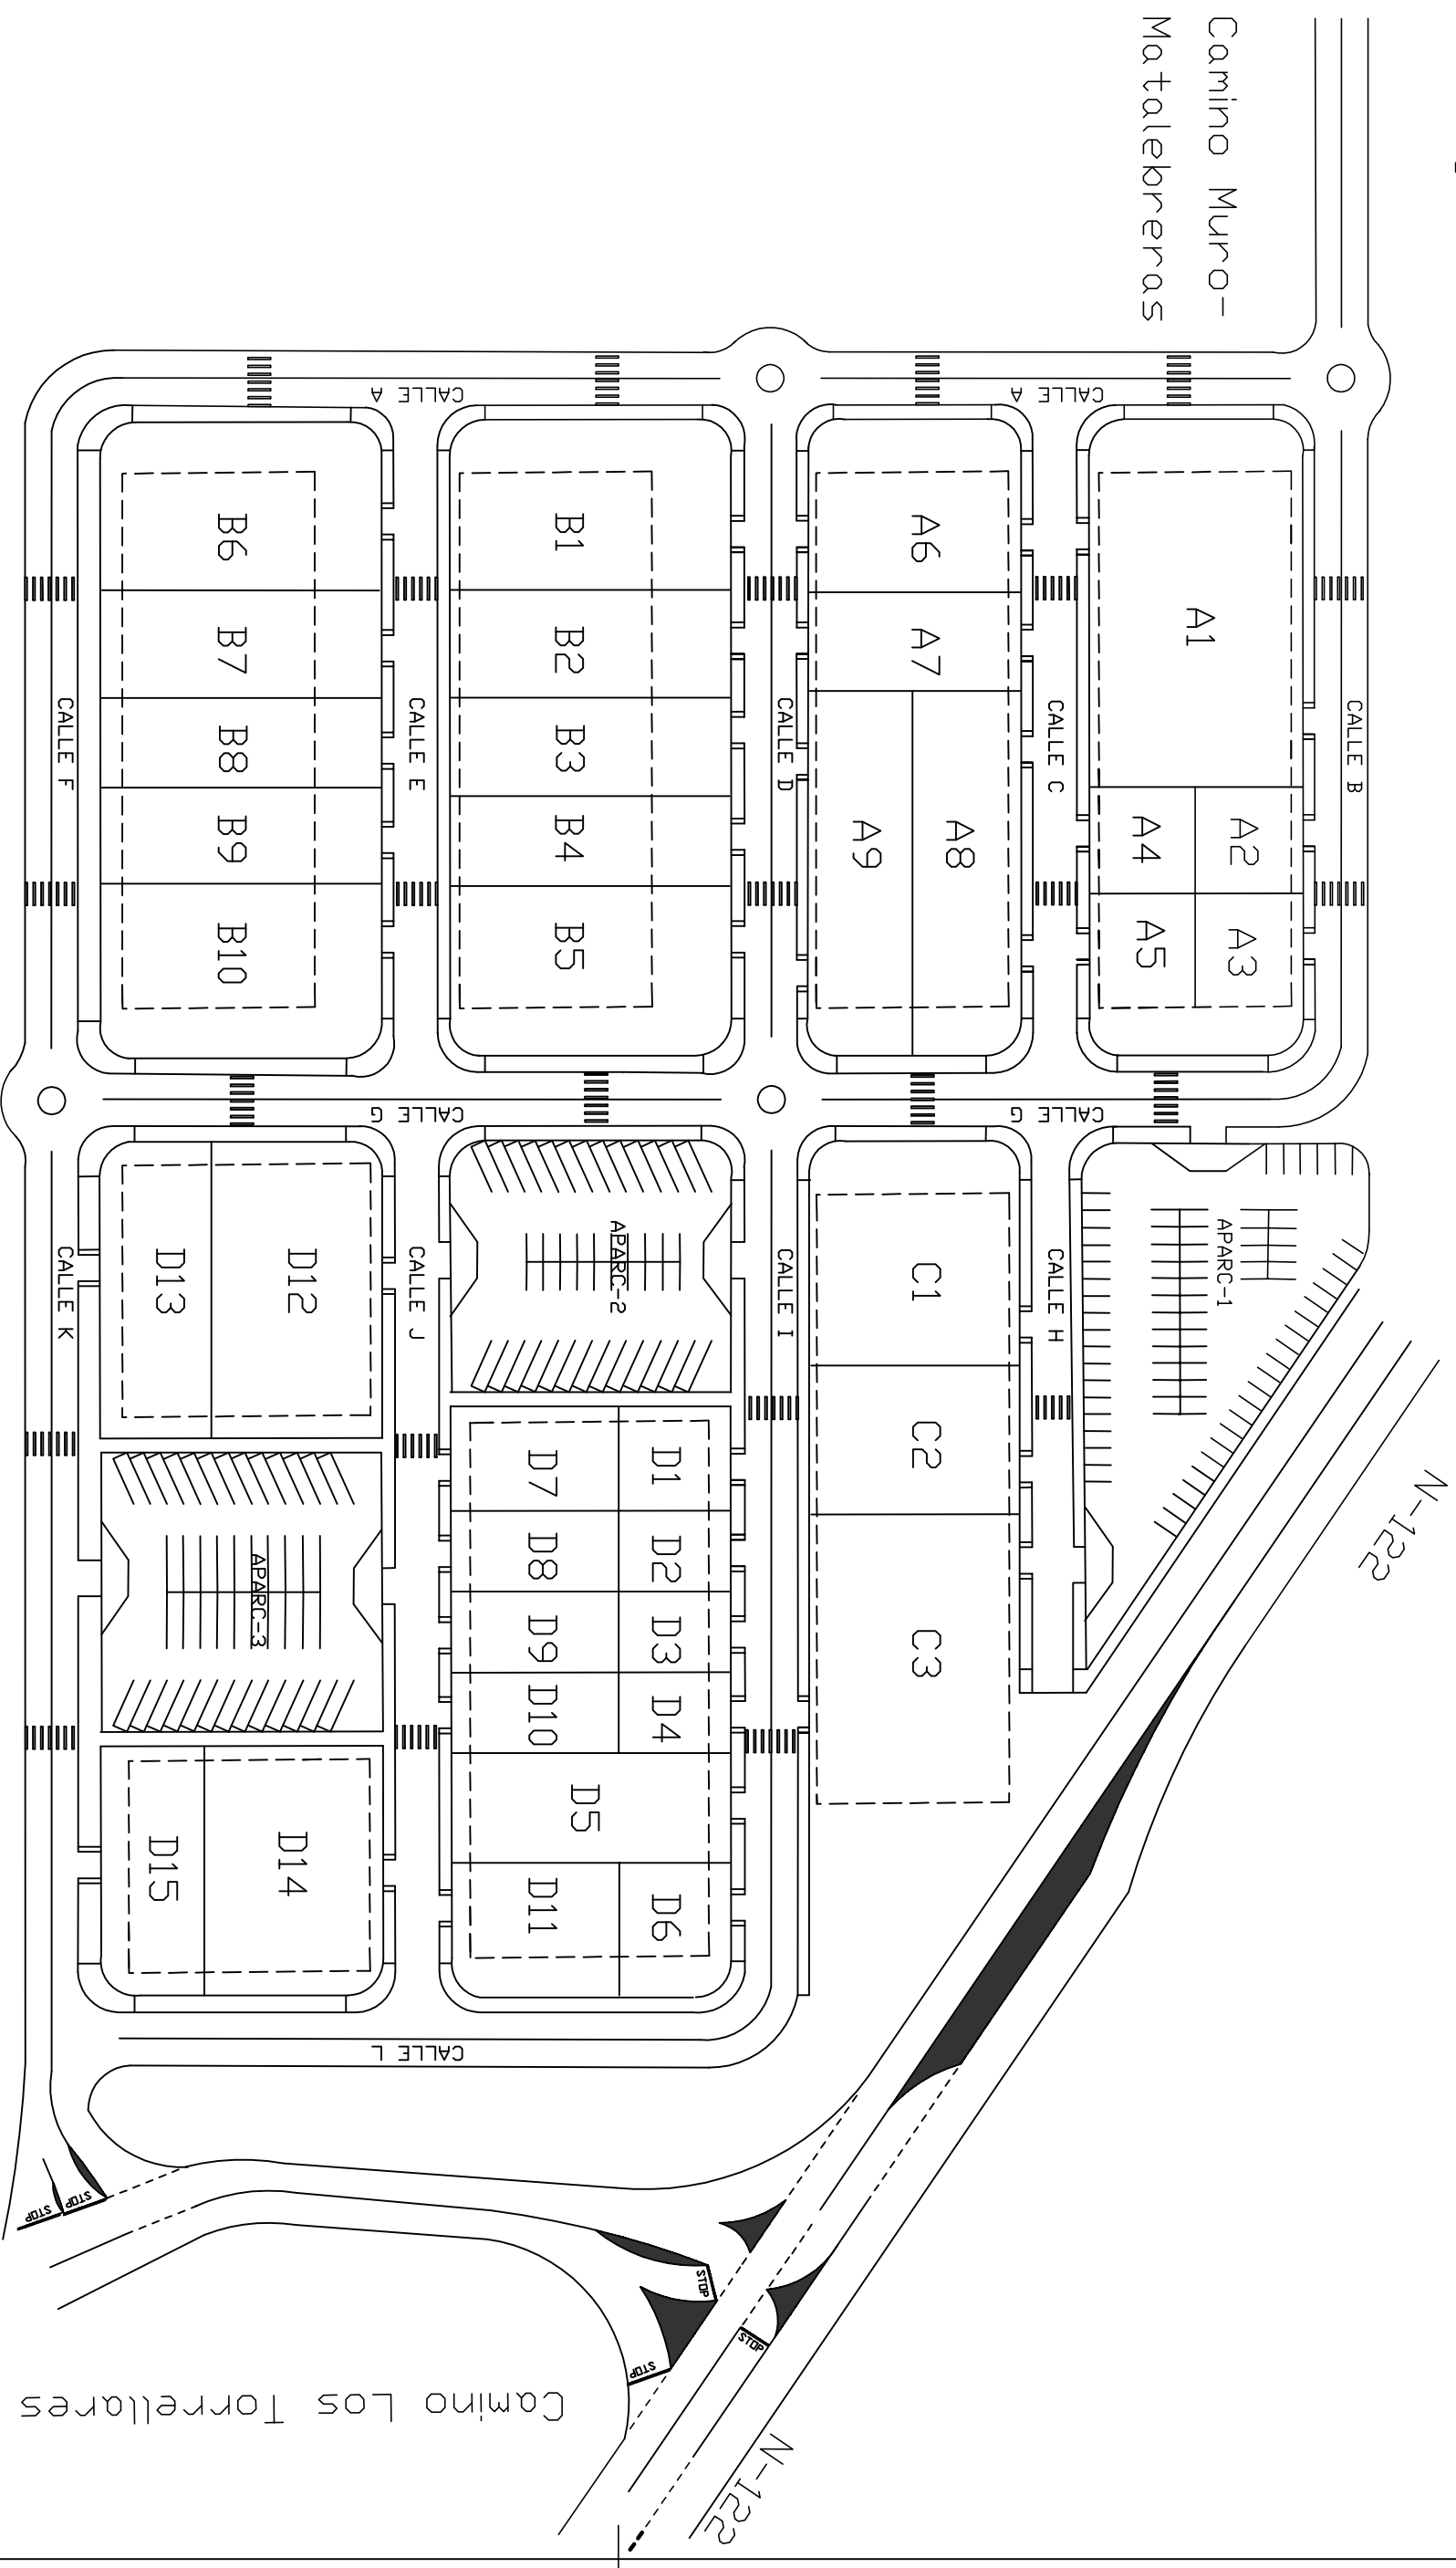 Camino Muro-
Matalebreras
CALLE A
CALLE A
CALLE B
A1
A2
A3
A4
A5
CALLE C
A6
A7
A8
A9
CALLE D
B1
B2
B3
B4
B5
CALLE E
B6
B7
B8
B9
B10
CALLE F
CALLE G
CALLE G
APARC-1
N-122
CALLE H
C1
C2
C3
CALLE I
APARC-2
D1
D2
D3
D4
D5
D6
D7
D8
D9
D10
D11
CALLE J
D12
D13
APARC-3
D14
D15
CALLE K
CALLE L
STOP
STOP
STOP
STOP
STOP
Camino Los Torrellares
N-122